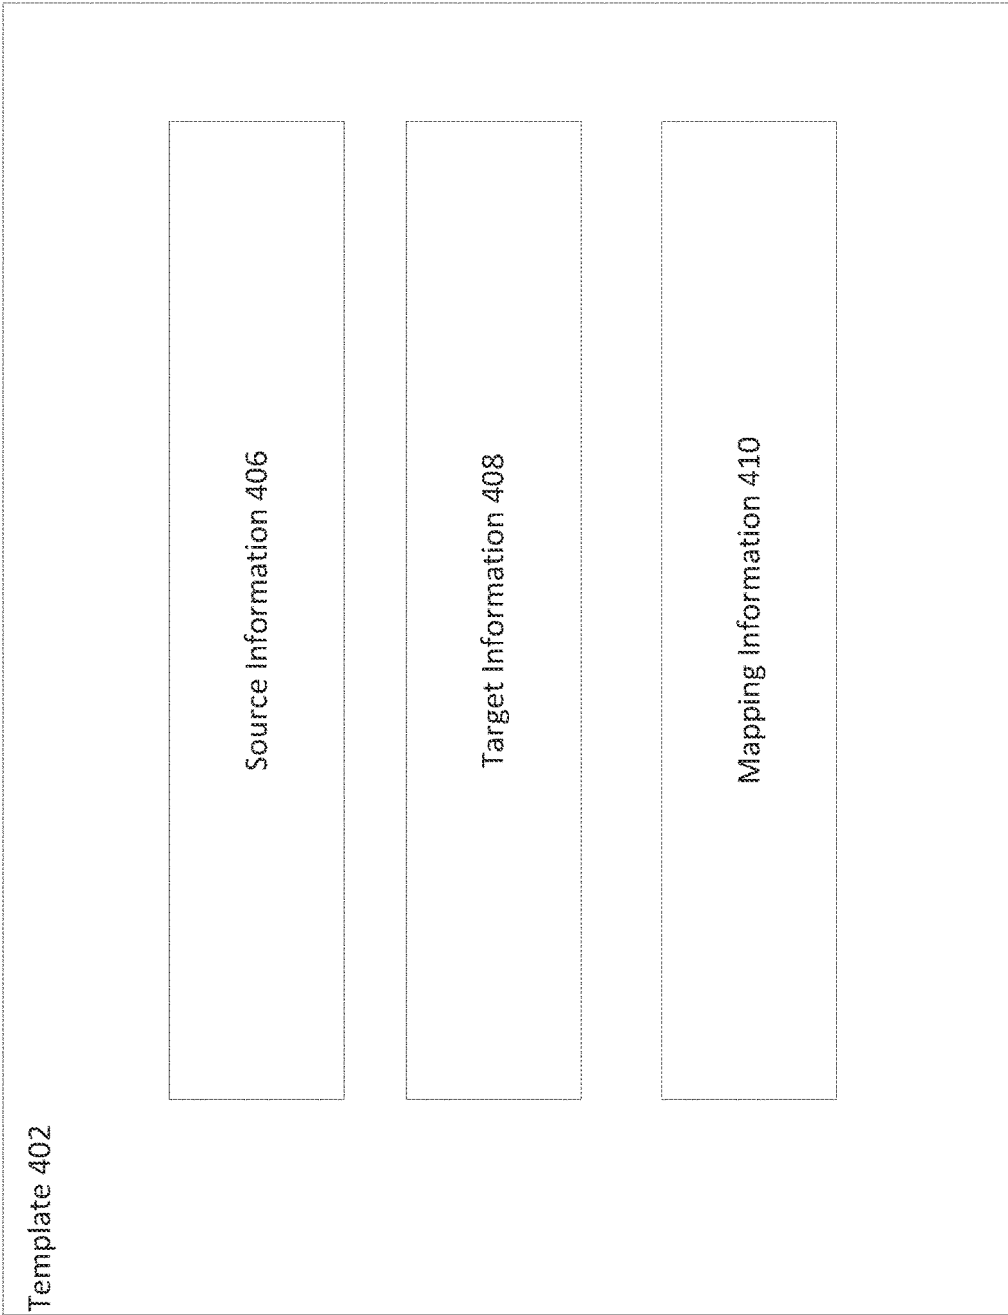 Template 402
Source Information 406
Target Information 408
Mapping Information 410